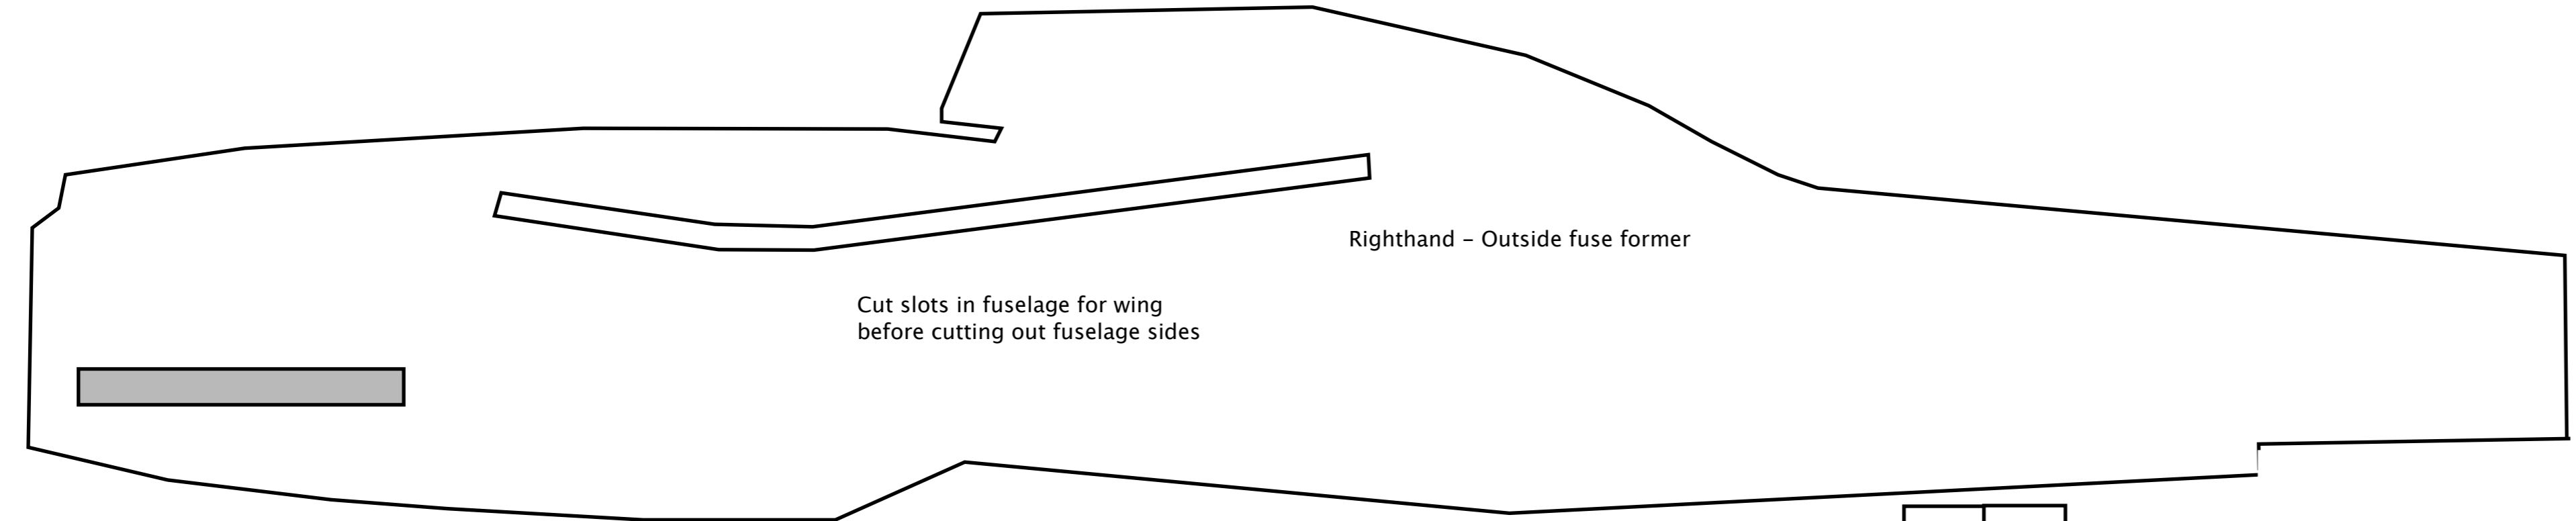 Righthand – Outside fuse former
Cut slots in fuselage for wing
before cutting out fuselage sides